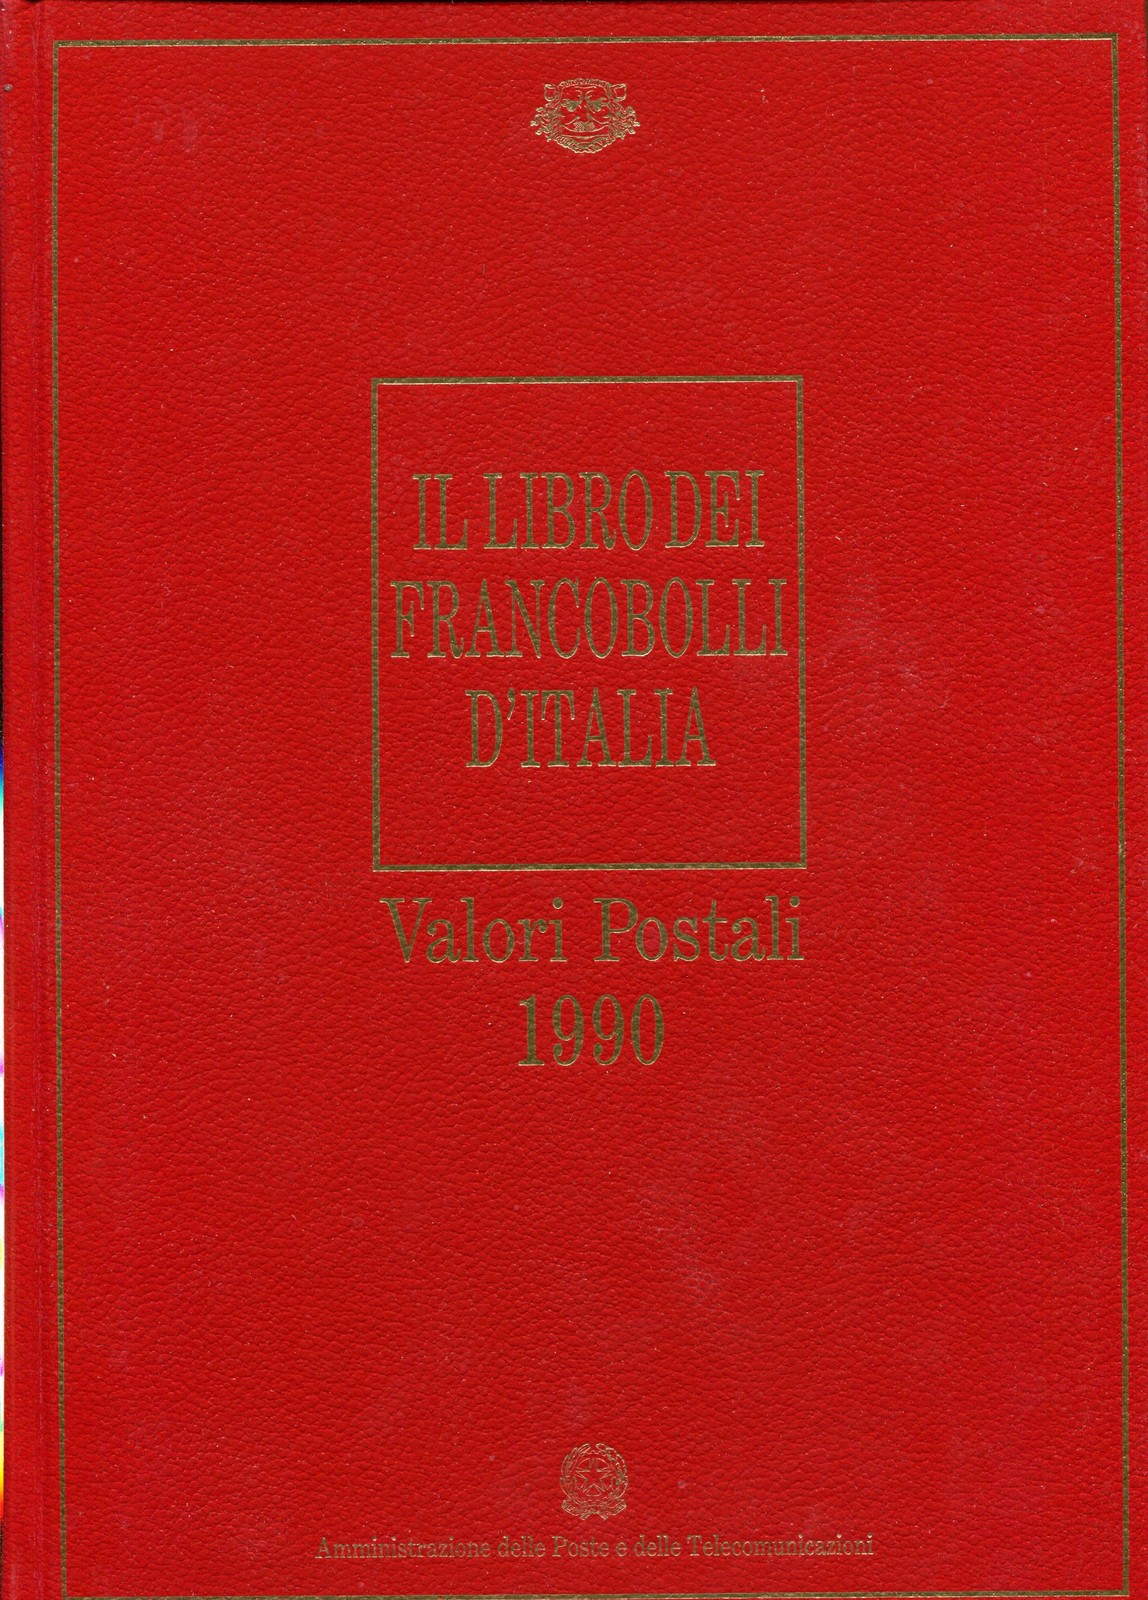 IL LIBRO DEI
FRANCOBOLLI
D'ITALIA
Valori Postali
1990
Amministrazione delle Poste e delle Telecomunicazioni